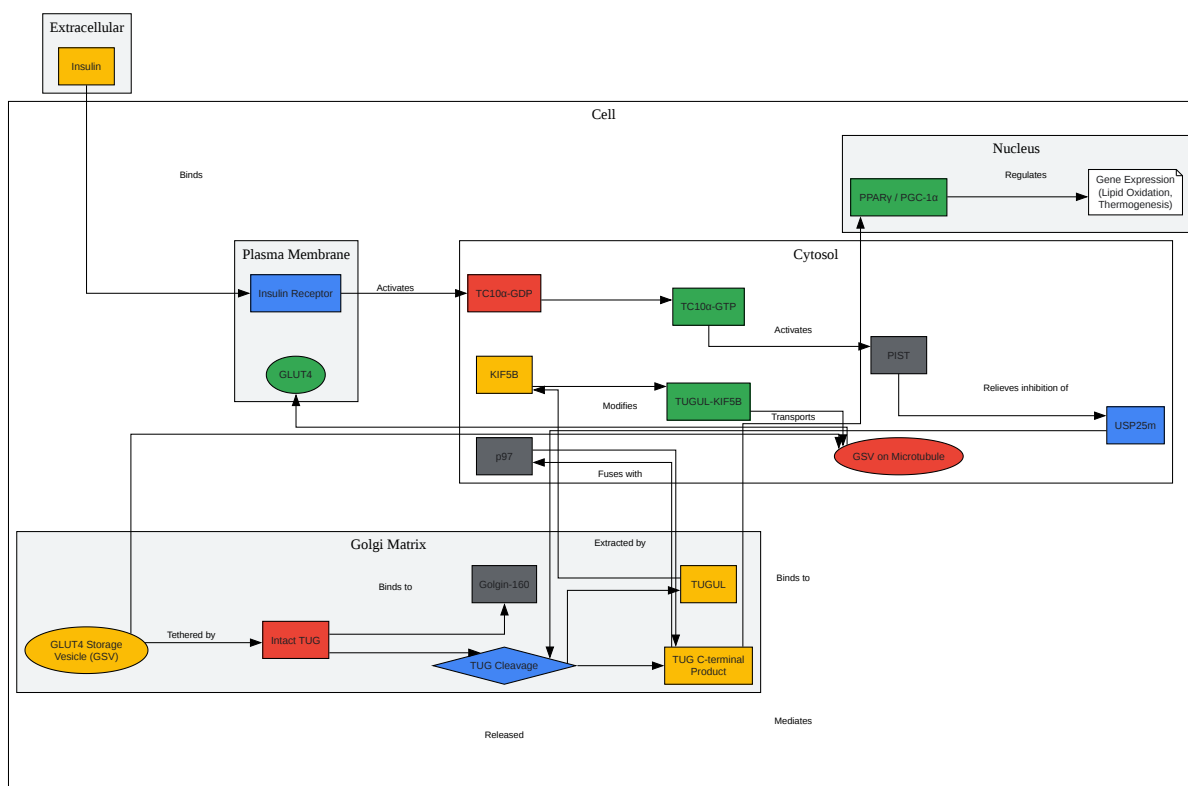 Extracellular
Insulin
Cell
Nucleus
Binds
Regulates
PPARγ / PGC-1α
Gene Expression
(Lipid Oxidation,
Thermogenesis)
Plasma Membrane
Cytosol
Insulin Receptor
Activates
TC10α-GDP
TC10α-GTP
Activates
PIST
GLUT4
KIF5B
Modifies
TUGUL-KIF5B
Relieves inhibition of
Transports
USP25m
p97
GSV on Microtubule
Fuses with
Golgi Matrix
Extracted by
Binds to
Golgin-160
TUGUL
Binds to
GLUT4 Storage
Vesicle (GSV)
Tethered by
Intact TUG
TUG Cleavage
TUG C-terminal
Product
Mediates
Released